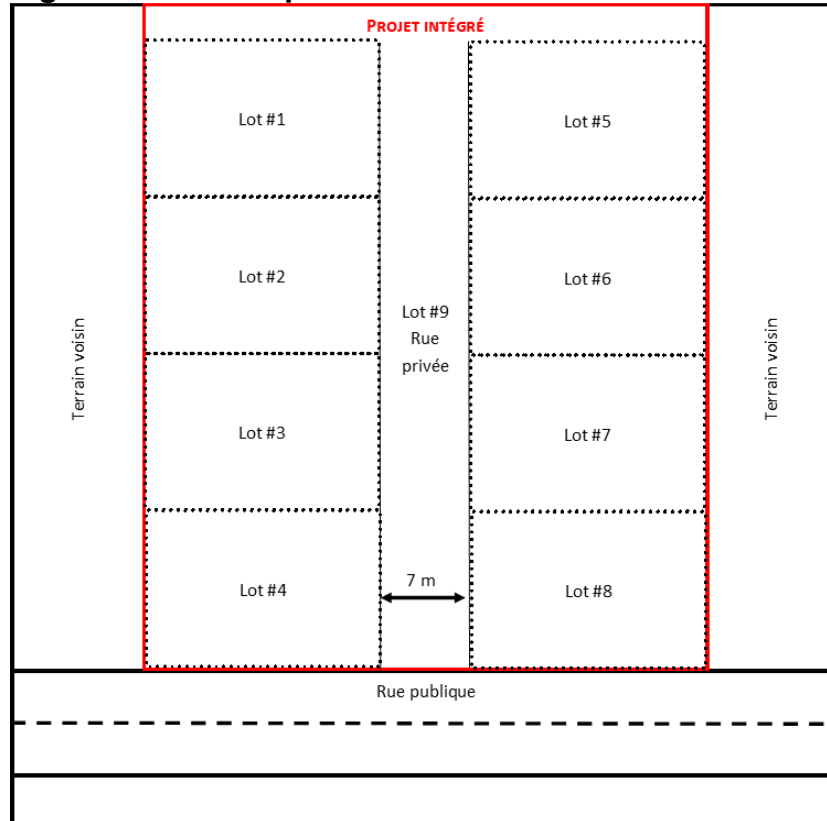 PROJET INTÉGRÉ
Lot #1
Lot #5
Lot #2
Lot #6
Lot #9
Rue
privée
Terrain voisin
Terrain voisin
Lot #3
Lot #7
7 m
Lot #4
Lot #8
Rue publique